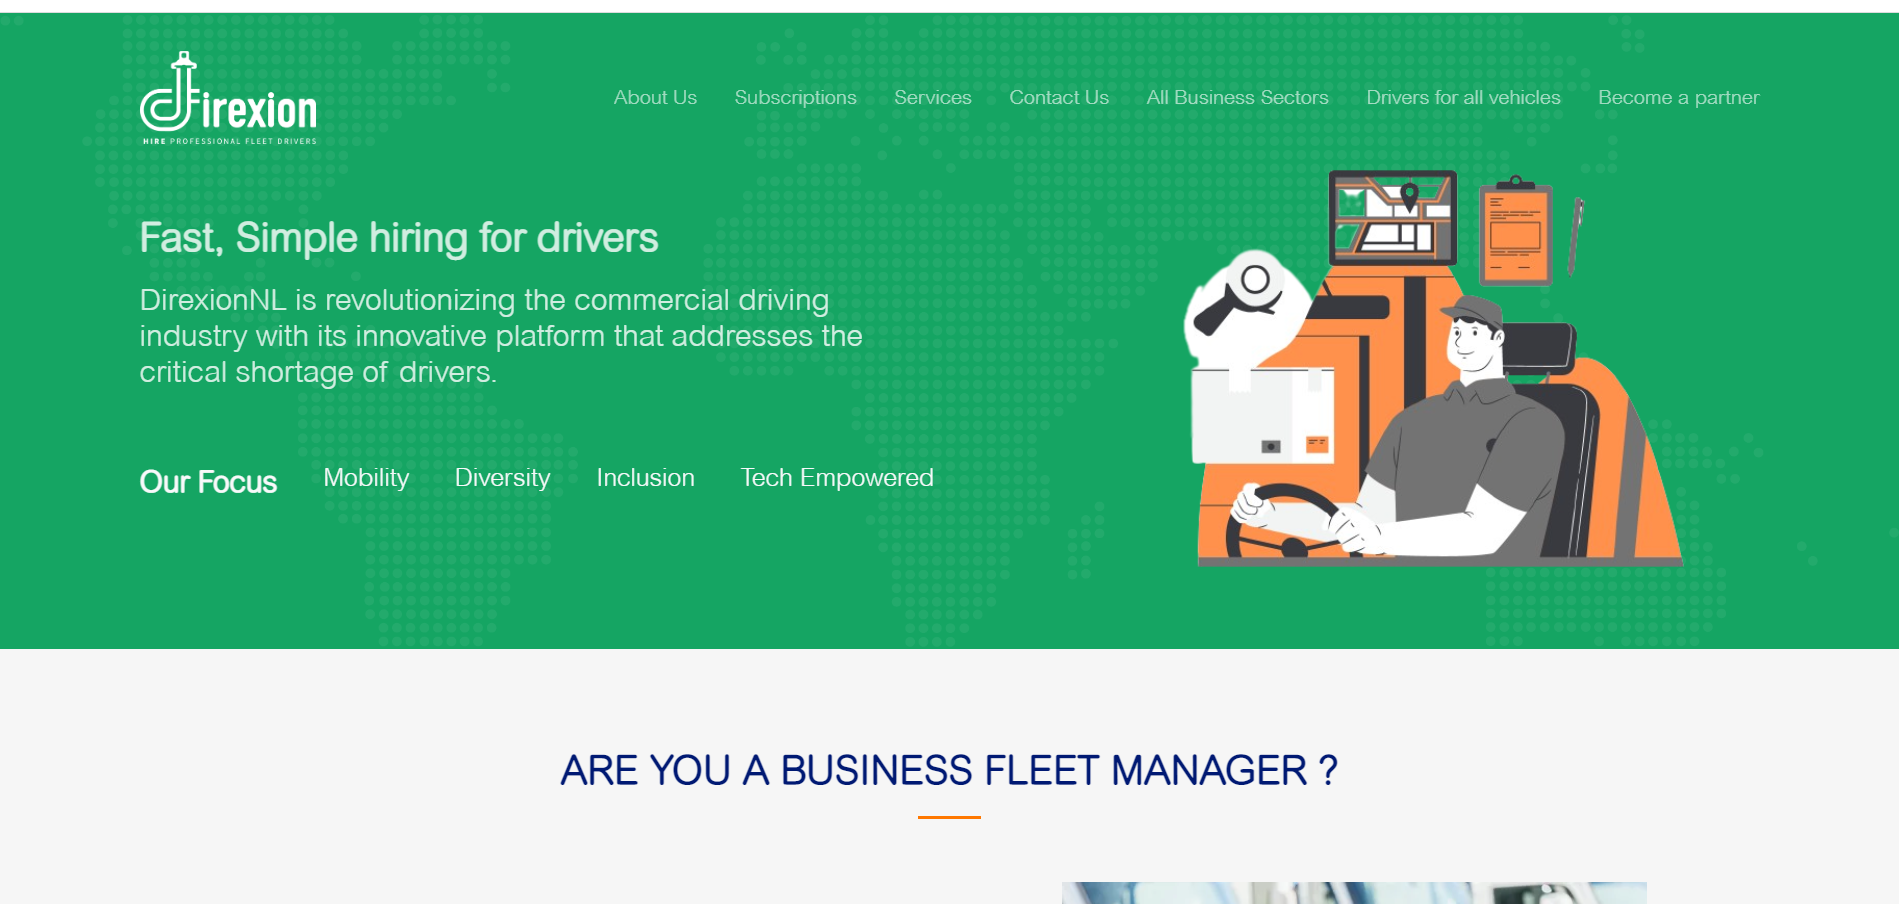 direxion
HIRE PROFESSIONAL FLEET DRIVERS
About Us Subscriptions Services Contact Us All Business Sectors Drivers for all vehicles Become a partner
Fast, Simple hiring for drivers
DirexionNL is revolutionizing the commercial driving
industry with its innovative platform that addresses the
critical shortage of drivers.
Our Focus Mobility Diversity Inclusion Tech Empowered
ARE YOU A BUSINESS FLEET MANAGER ?